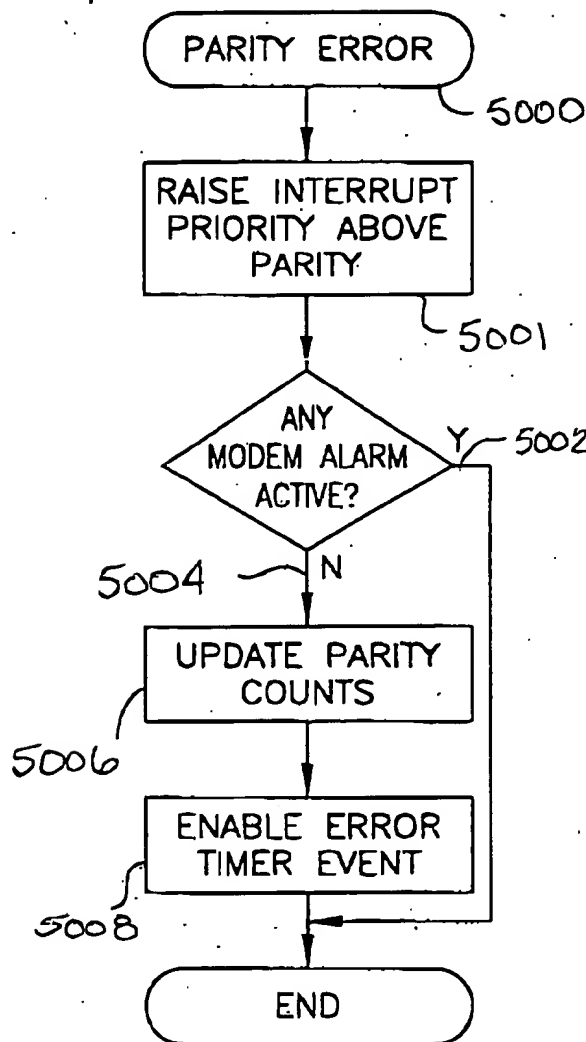 PARITY ERROR
5000
RAISE INTERRUPT
PRIORITY ABOVE
PARITY
5001
ANY
MODEM ALARM
ACTIVE?
Y
5002
5004
N
UPDATE PARITY
COUNTS
5006
ENABLE ERROR
TIMER EVENT
5008
END